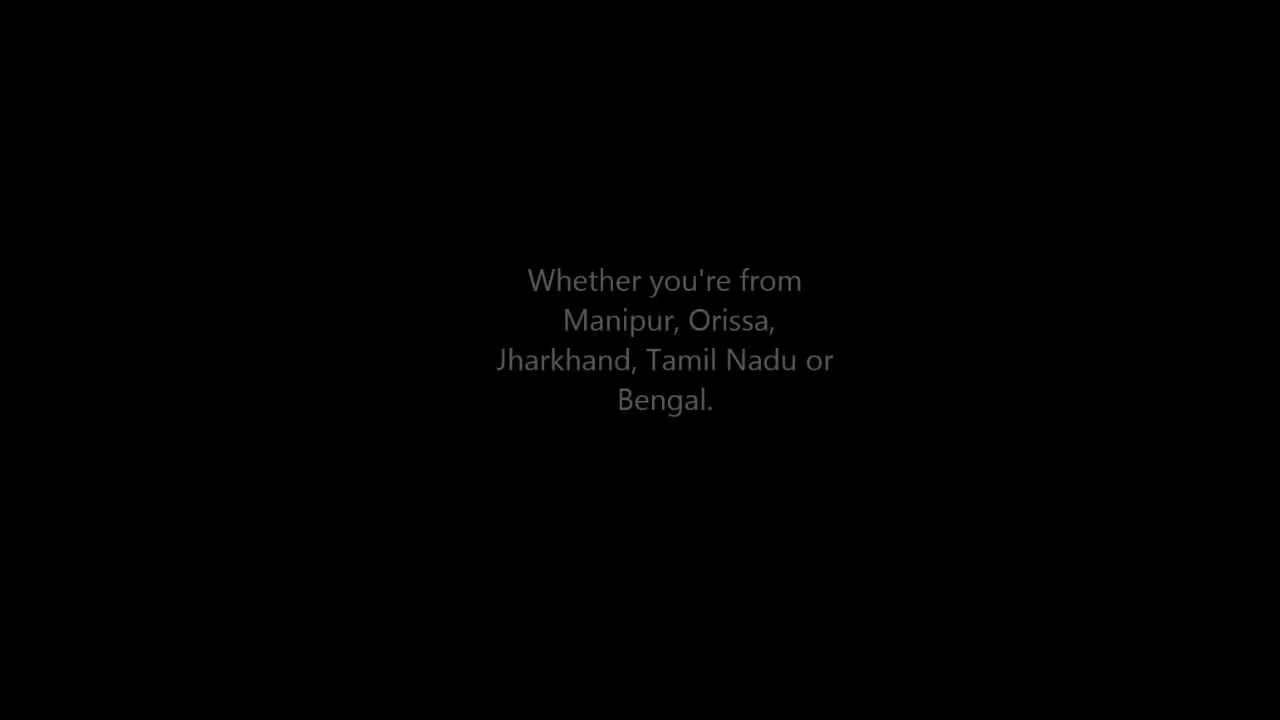 Whether you're from
Manipur, Orissa,
Jharkhand, Tamil Nadu or
Bengal.